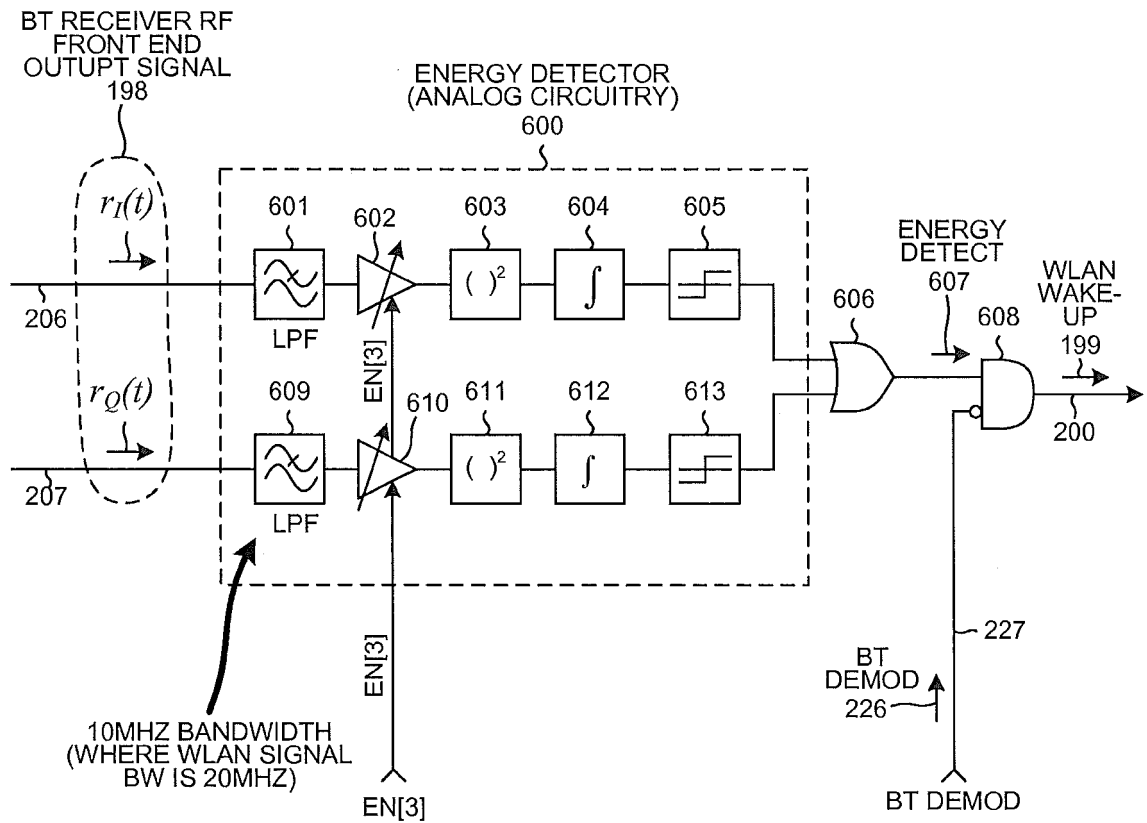 BT RECEIVER RF
FRONT END
OUTUPT SIGNAL
198
ENERGY DETECTOR
(ANALOG CIRCUITRY)
600
rI(t)
601
602
603
604
605
( )²
∫
LPF
206
ENERGY
DETECT
607
WLAN
WAKE-
UP
199
606
608
200
EN[3]
rQ(t)
609
610
611
612
613
( )²
∫
LPF
207
10MHZ BANDWIDTH
(WHERE WLAN SIGNAL
BW IS 20MHZ)
EN[3]
EN[3]
227
BT
DEMOD
226
BT DEMOD